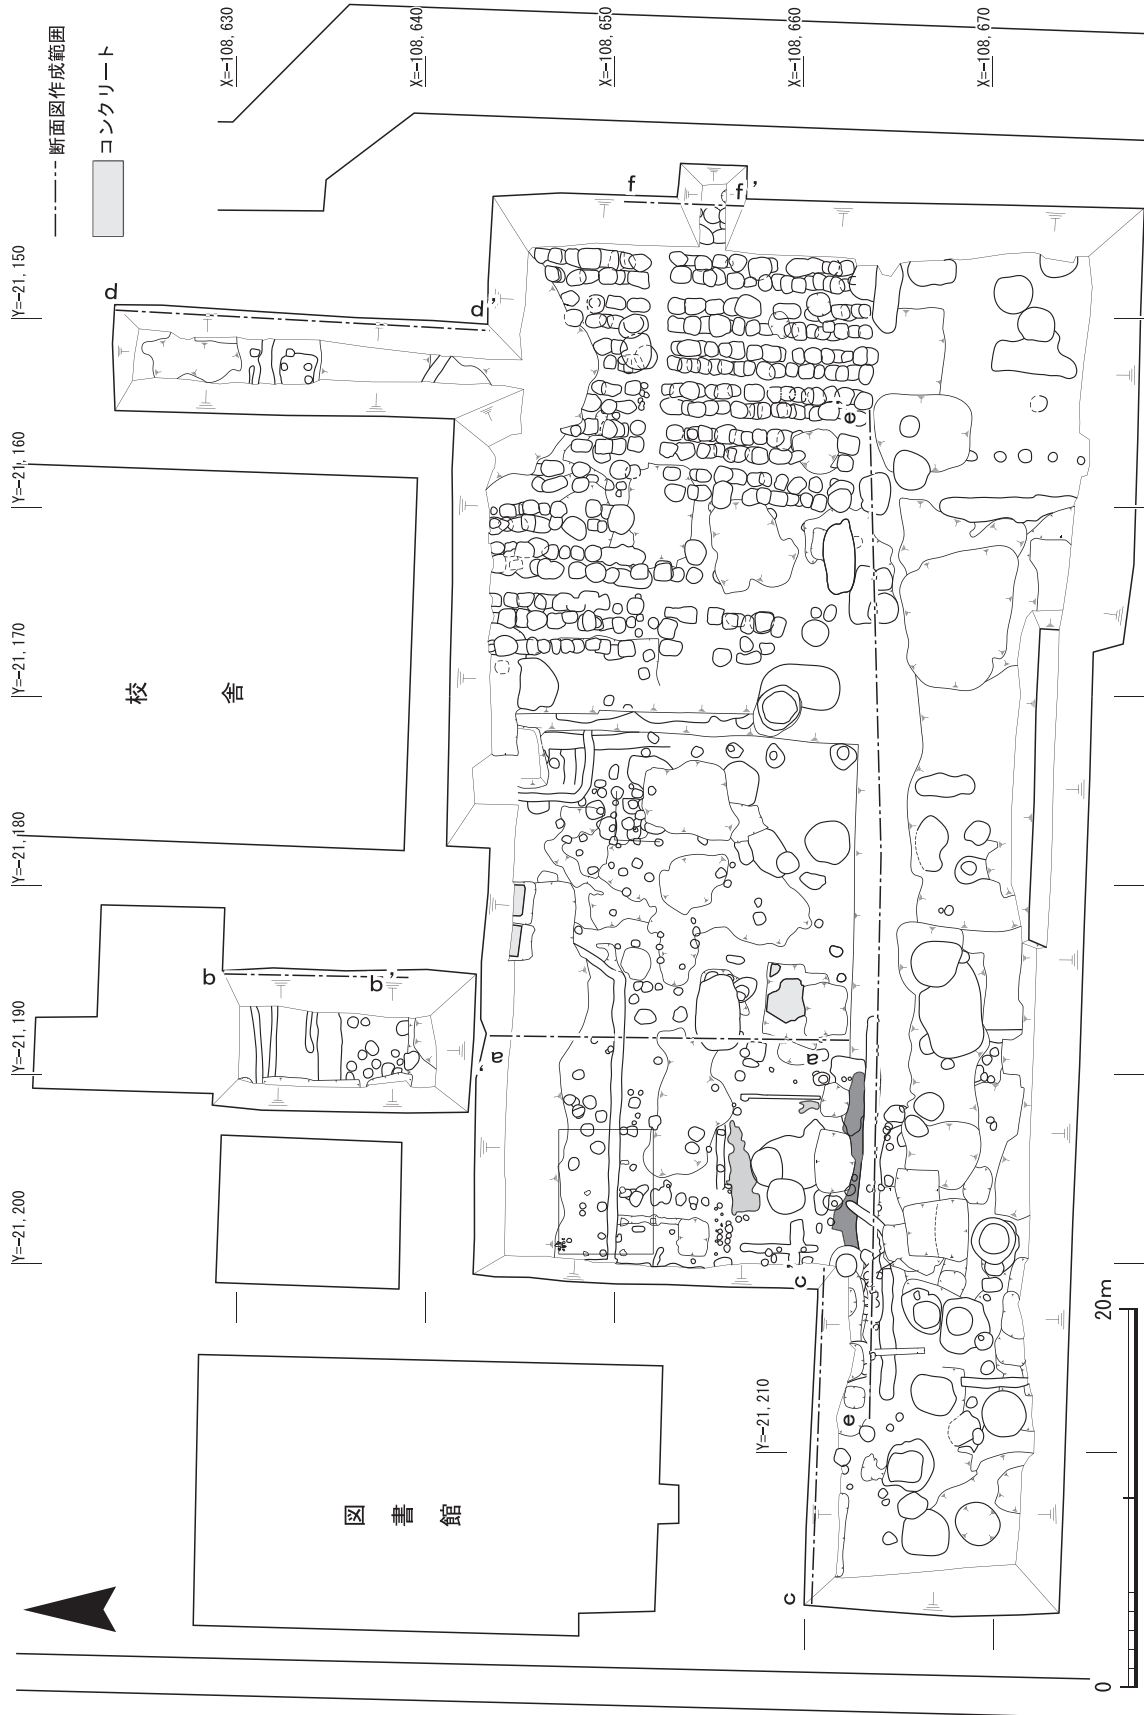 断面図作成範囲
コンクリート
X=-108,630
X=-108,640
X=-108,650
X=-108,660
X=-108,670
Y=-21,150
Y=-21,160
Y=-21,170
Y=-21,180
Y=-21,190
Y=-21,200
Y=-21,210
校舎
図書館
d
d'
f
f'
b
b'
a'
a
e'
e
c'
c
0
20m